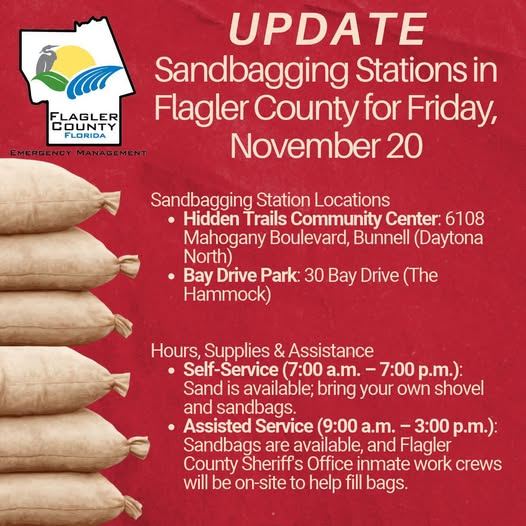 UPDATE
Sandbagging Stations in
Flagler County for Friday,
November 20
FLAGLER
COUNTY
FLORIDA
EMERGENCY MANAGEMENT
Sandbagging Station Locations
• Hidden Trails Community Center: 6108
Mahogany Boulevard, Bunnell (Daytona
North)
• Bay Drive Park: 30 Bay Drive (The
Hammock)
Hours, Supplies & Assistance
• Self-Service (7:00 a.m. – 7:00 p.m.):
Sand is available; bring your own shovel
and sandbags.
• Assisted Service (9:00 a.m. – 3:00 p.m.):
Sandbags are available, and Flagler
County Sheriff's Office inmate work crews
will be on-site to help fill bags.